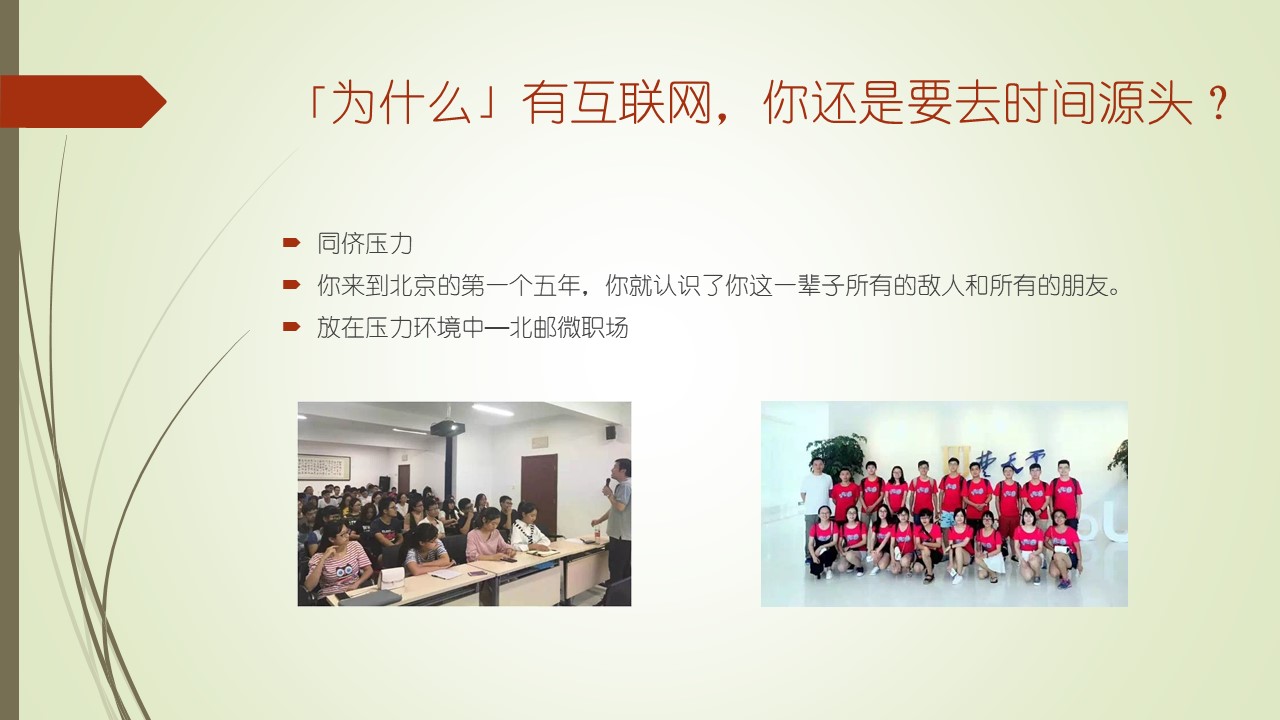 「为什么」有互联网，你还是要去时间源头？
同侪压力
你来到北京的第一个五年，你就认识了你这一辈子所有的敌人和所有的朋友。
放在压力环境中—北邮微职场
楚天云